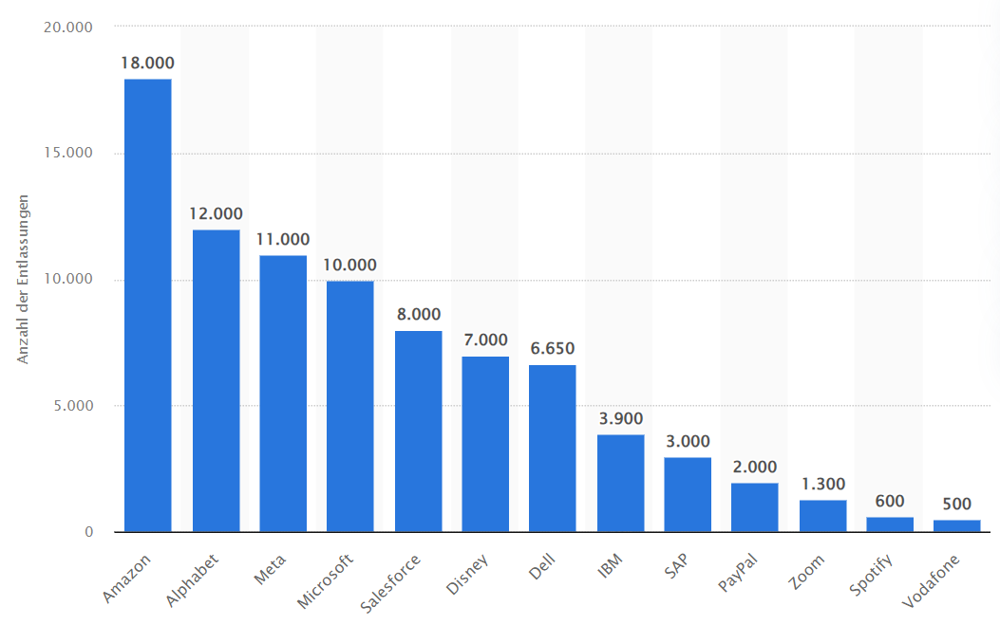 20.000
15.000
10.000
5.000
0
Anzahl der Entlassungen
18.000
12.000
11.000
10.000
8.000
7.000
6.650
3.900
3.000
2.000
1.300
600
500
Amazon
Alphabet
Meta
Microsoft
Salesforce
Disney
Dell
IBM
SAP
PayPal
Zoom
Spotify
Vodafone